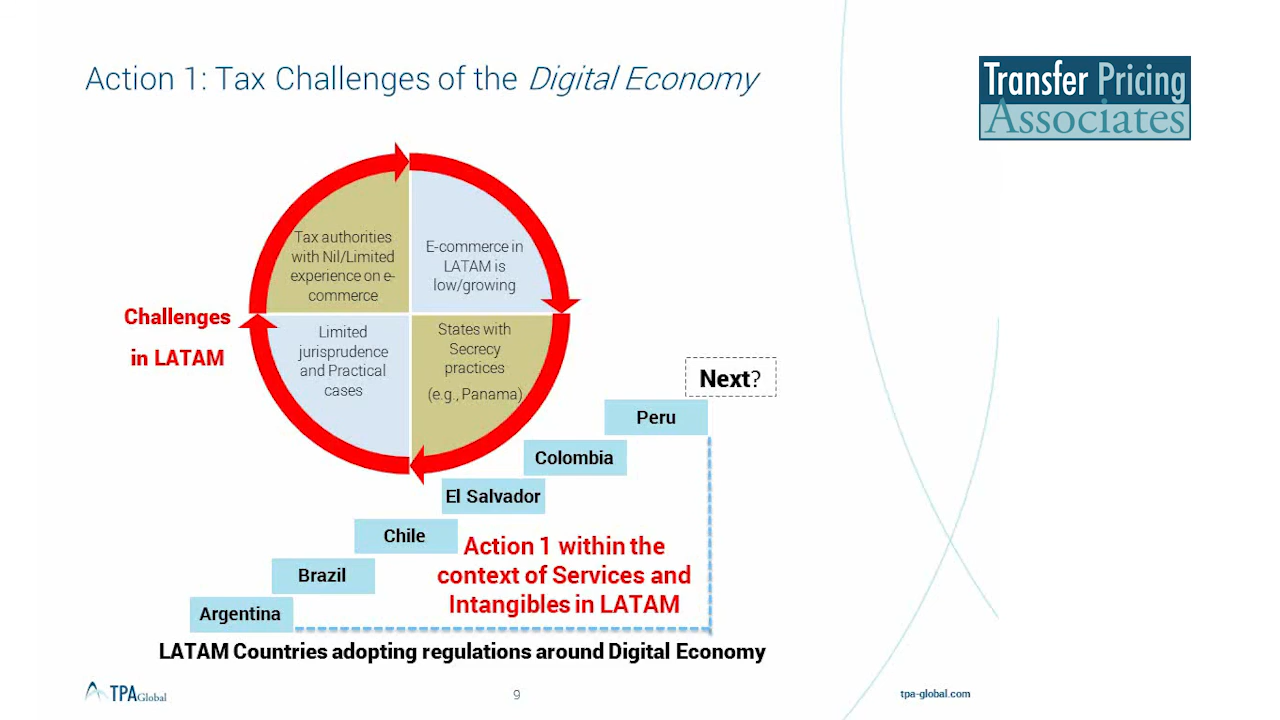 Action 1: Tax Challenges of the Digital Economy
Transfer Pricing
Associates
Tax authorities
with Nil/Limited
experience on e-
commerce
E-commerce in
LATAM is
low/growing
Challenges
in LATAM
Limited
jurisprudence
and Practical
cases
States with
Secrecy
practices
(e.g., Panama)
Next?
Peru
Colombia
El Salvador
Chile
Brazil
Argentina
Action 1 within the
context of Services and
Intangibles in LATAM
LATAM Countries adopting regulations around Digital Economy
TPA Global
9
tpa-global.com